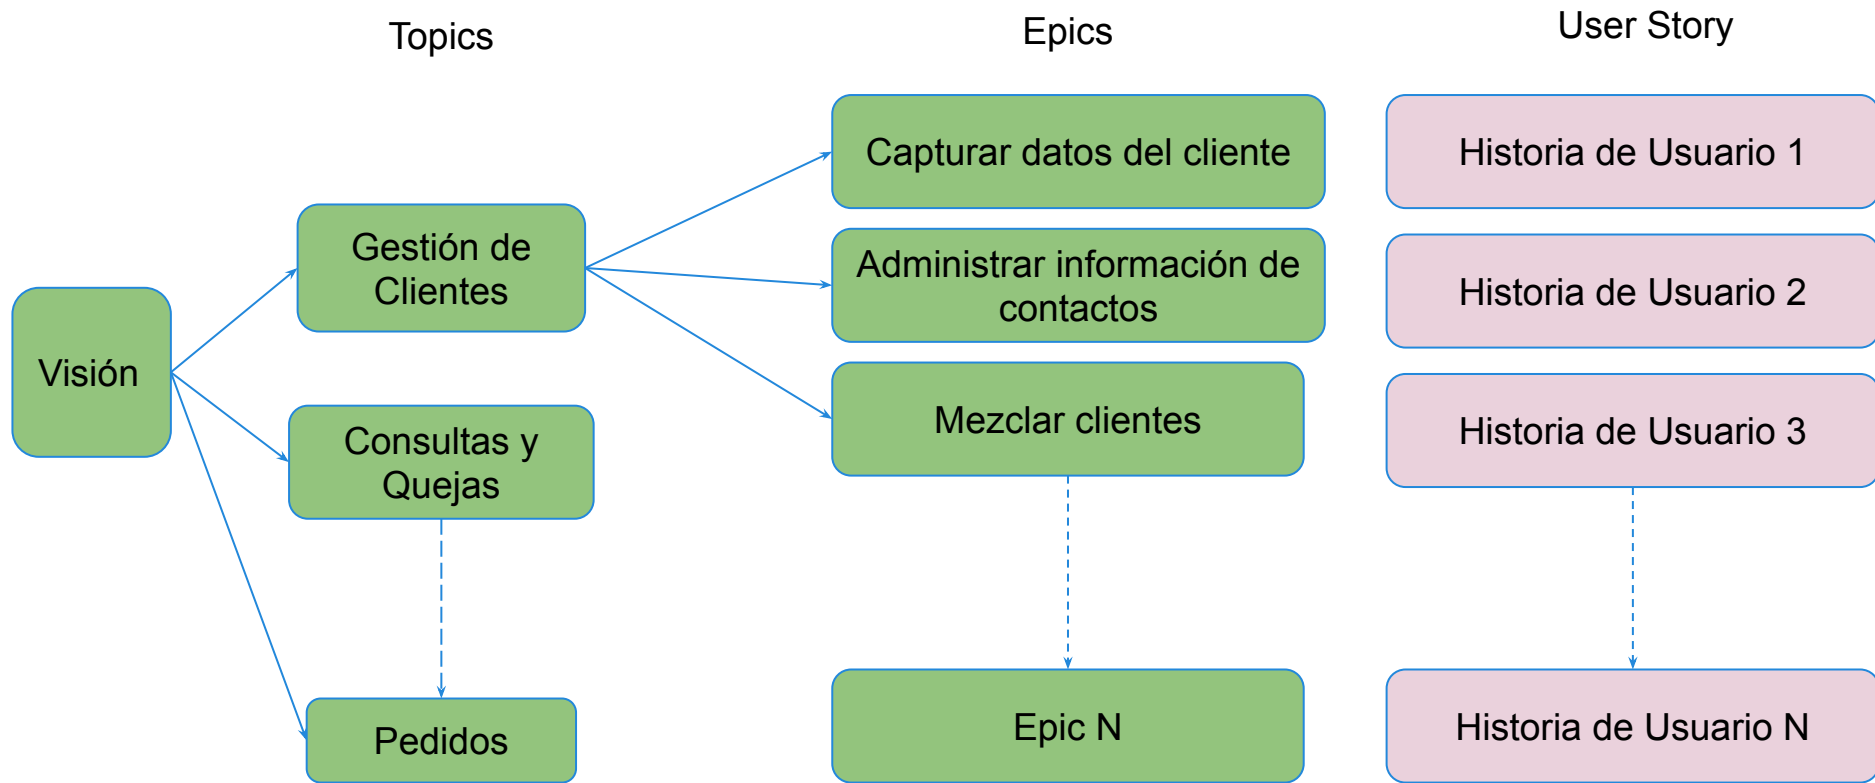 Topics
Epics
User Story
Visión
Gestión de
Clientes
Consultas y
Quejas
Pedidos
Capturar datos del cliente
Administrar información de
contactos
Mezclar clientes
Epic N
Historia de Usuario 1
Historia de Usuario 2
Historia de Usuario 3
Historia de Usuario N